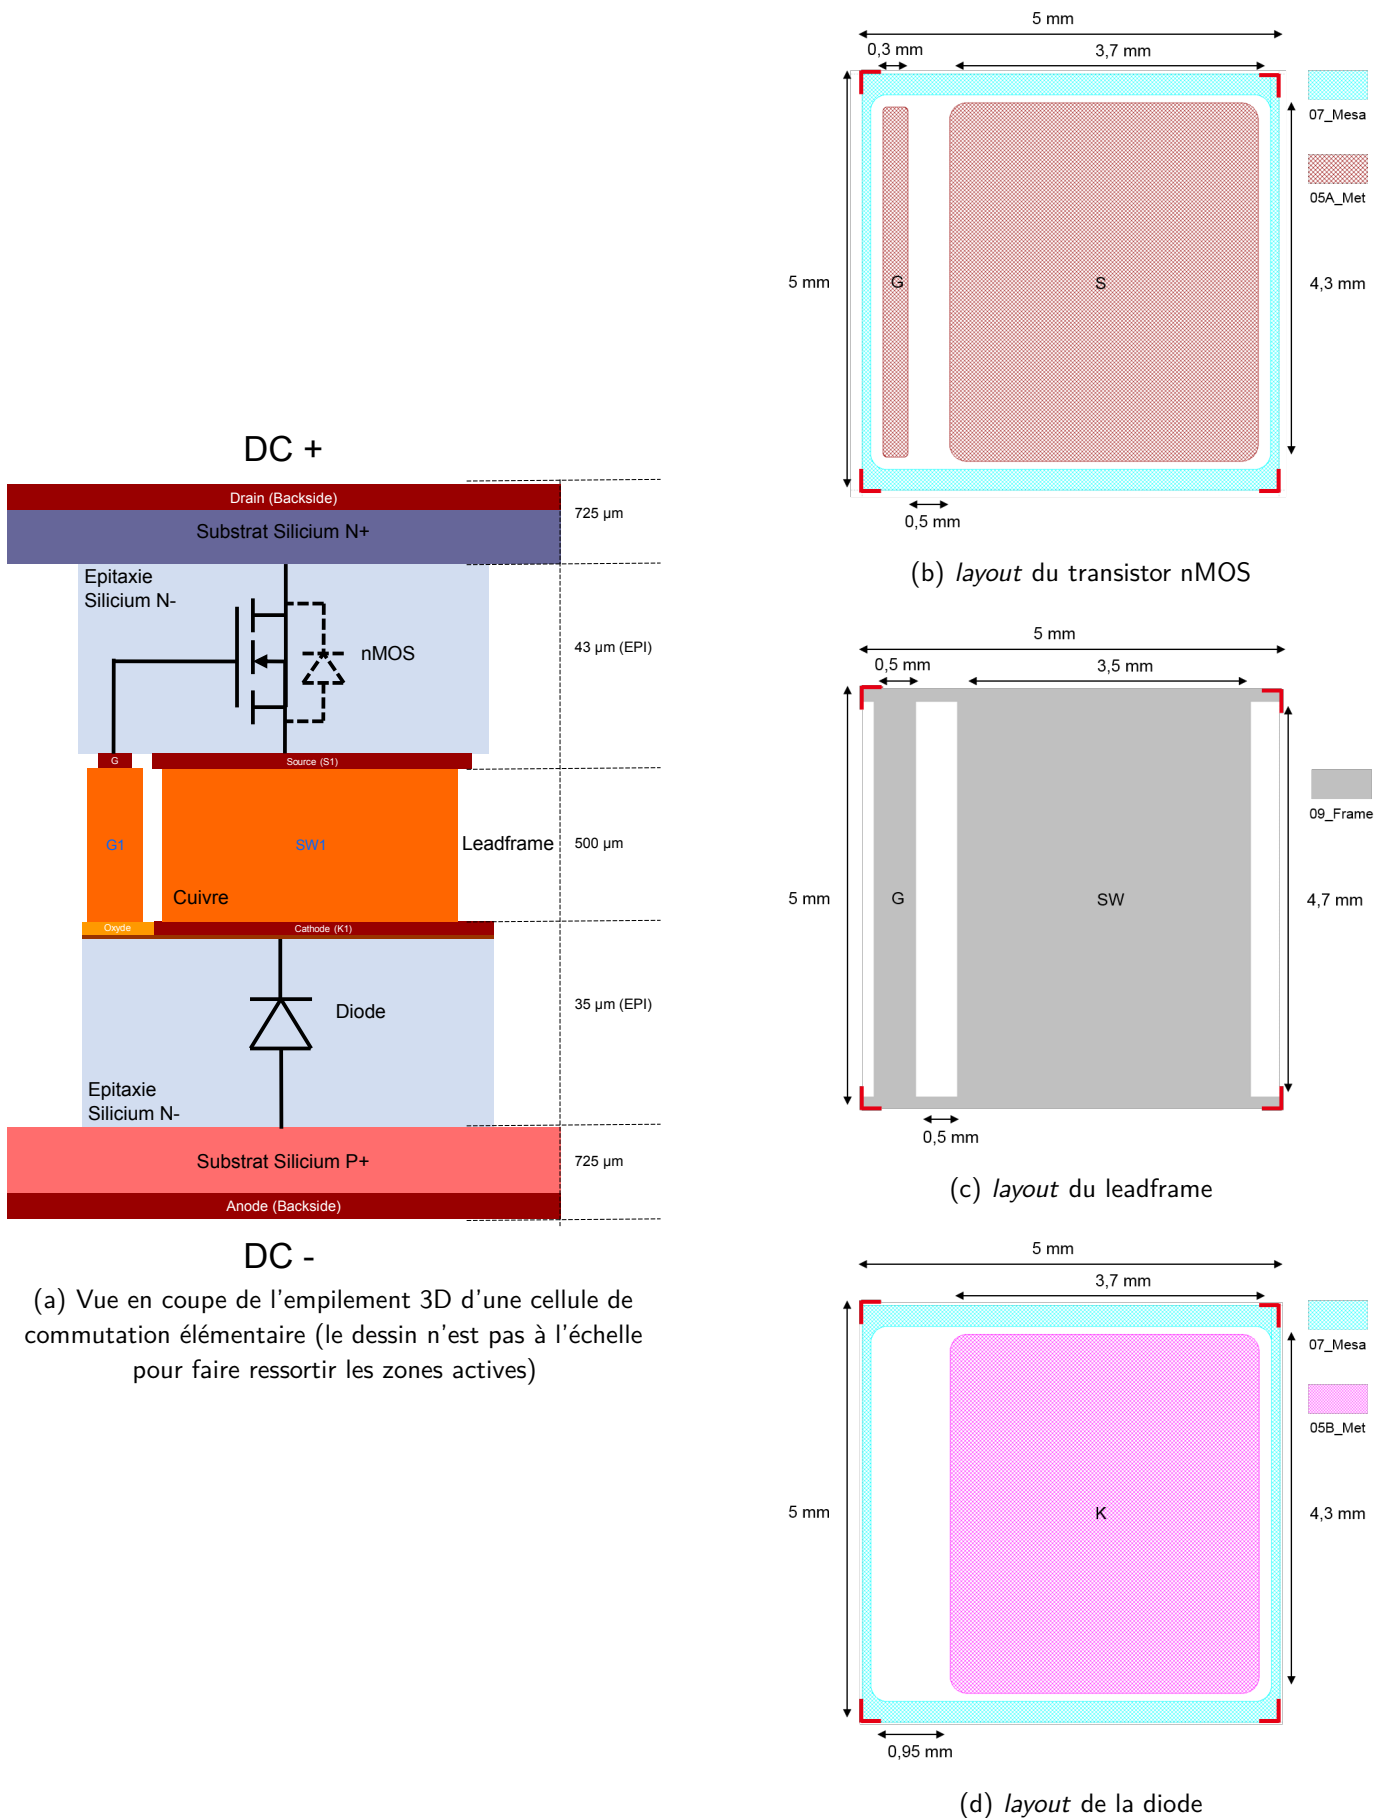 DC +
Drain (Backside)
Substrat Silicium N+
725 µm
Epitaxie
Silicium N-
nMOS
43 µm (EPI)
G
Source (S1)
G1
SW1
Leadframe
500 µm
Cuivre
Oxyde
Cathode (K1)
Diode
35 µm (EPI)
Epitaxie
Silicium N-
Substrat Silicium P+
725 µm
Anode (Backside)
DC -
(a) Vue en coupe de l'empilement 3D d'une cellule de
commutation élémentaire (le dessin n'est pas à l'échelle
pour faire ressortir les zones actives)
5 mm
0,3 mm
3,7 mm
07_Mesa
05A_Met
5 mm
G
S
4,3 mm
0,5 mm
(b) layout du transistor nMOS
5 mm
0,5 mm
3,5 mm
09_Frame
5 mm
G
SW
4,7 mm
0,5 mm
(c) layout du leadframe
5 mm
3,7 mm
07_Mesa
05B_Met
5 mm
K
4,3 mm
0,95 mm
(d) layout de la diode